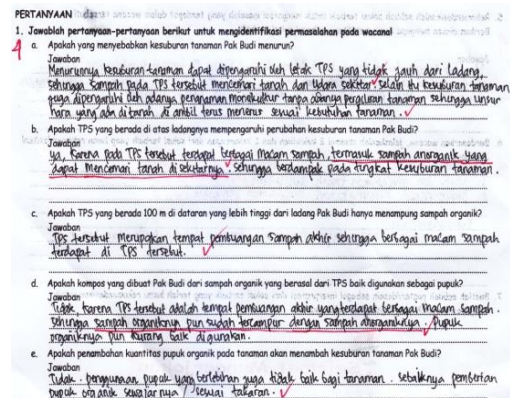 PERTANYAAN
1. Jawablah pertanyaan-pertanyaan berikut untuk mengidentifikasi permasalahan pada wacana!
4
a. Apakah yang menyebabkan kesuburan tanaman Pak Budi menurun?
Jawaban
Menurunnya kesuburan tanaman dapat dipengaruhi oleh letak TPS yang tidak jauh dari ladang,
sehingga sampah pada TPS tersebut mencemari tanah dan udara sekitar. selain itu kesuburan tanaman
juga dipengaruhi oleh adanya penanaman monokultur tanpa adanya pergiliran tanaman sehingga unsur
hara yang ada di tanah di ambil terus menerus sesuai kebutuhan tanaman.
b. Apakah TPS yang berada di atas ladangnya mempengaruhi perubahan kesuburan tanaman Pak Budi?
Jawaban
ya, karena pada TPS tersebut terdapat berbagai macam sampah, termasuk sampah anorganik yang
dapat mencemari tanah di sekitarnya. sehingga berdampak pada tingkat kesuburan tanaman.
c. Apakah TPS yang berada 100 m di dataran yang lebih tinggi dari ladang Pak Budi hanya menampung sampah organik?
Jawaban
TPS tersebut merupakan tempat pembuangan sampah akhir sehingga berbagai macam sampah
terdapat di TPS tersebut.
d. Apakah kompos yang dibuat Pak Budi dari sampah organik yang berasal dari TPS baik digunakan sebagai pupuk?
Jawaban
Tidak, karena TPS tersebut adalah tempat pembuangan akhir yang terdapat berbagai macam sampah.
sehingga sampah organiknya pun sudah tercampur dengan sampah anorganiknya. Pupuk
organiknya pun kurang baik digunakan.
e. Apakah penambahan kuantitas pupuk organik pada tanaman akan menambah kesuburan tanaman Pak Budi?
Jawaban
Tidak. penggunaan pupuk yang berlebihan juga tidak baik bagi tanaman. sebaiknya pemberian
pupuk organik sewajarnya / sesuai takaran.